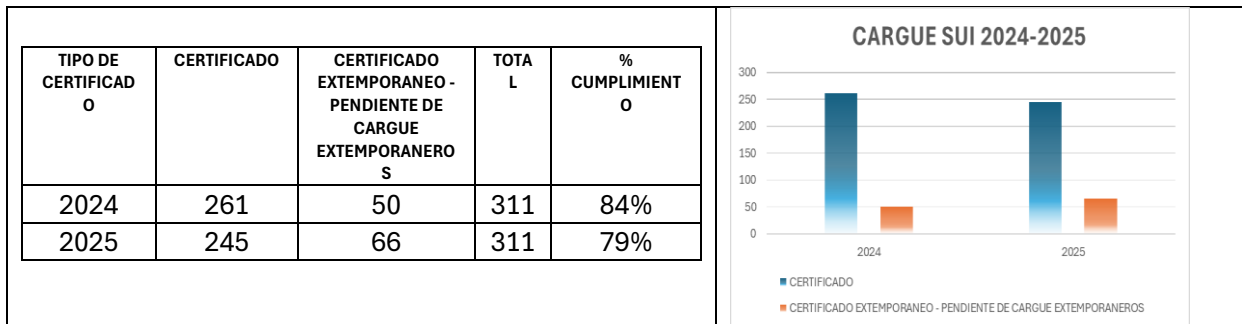 TIPO DE
CERTIFICAD
O
CERTIFICADO
CERTIFICADO
EXTEMPORANEO -
PENDIENTE DE
CARGUE
EXTEMPORANERO
S
TOTA
L
%
CUMPLIMIENT
O
2024 261 50 311 84%
2025 245 66 311 79%
CARGUE SUI 2024-2025
300
250
200
150
100
50
0
2024 2025
CERTIFICADO
CERTIFICADO EXTEMPORANEO - PENDIENTE DE CARGUE EXTEMPORANEROS